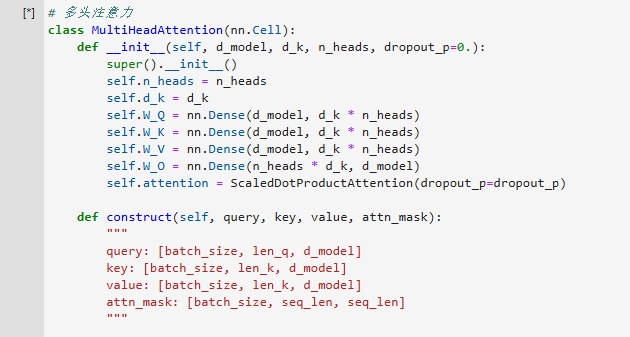 [*] # 多头注意力
class MultiHeadAttention(nn.Cell):
    def __init__(self, d_model, d_k, n_heads, dropout_p=0.):
        super().__init__()
        self.n_heads = n_heads
        self.d_k = d_k
        self.W_Q = nn.Dense(d_model, d_k * n_heads)
        self.W_K = nn.Dense(d_model, d_k * n_heads)
        self.W_V = nn.Dense(d_model, d_k * n_heads)
        self.W_O = nn.Dense(n_heads * d_k, d_model)
        self.attention = ScaledDotProductAttention(dropout_p=dropout_p)

    def construct(self, query, key, value, attn_mask):
        """
        query: [batch_size, len_q, d_model]
        key: [batch_size, len_k, d_model]
        value: [batch_size, len_k, d_model]
        attn_mask: [batch_size, seq_len, seq_len]
        """